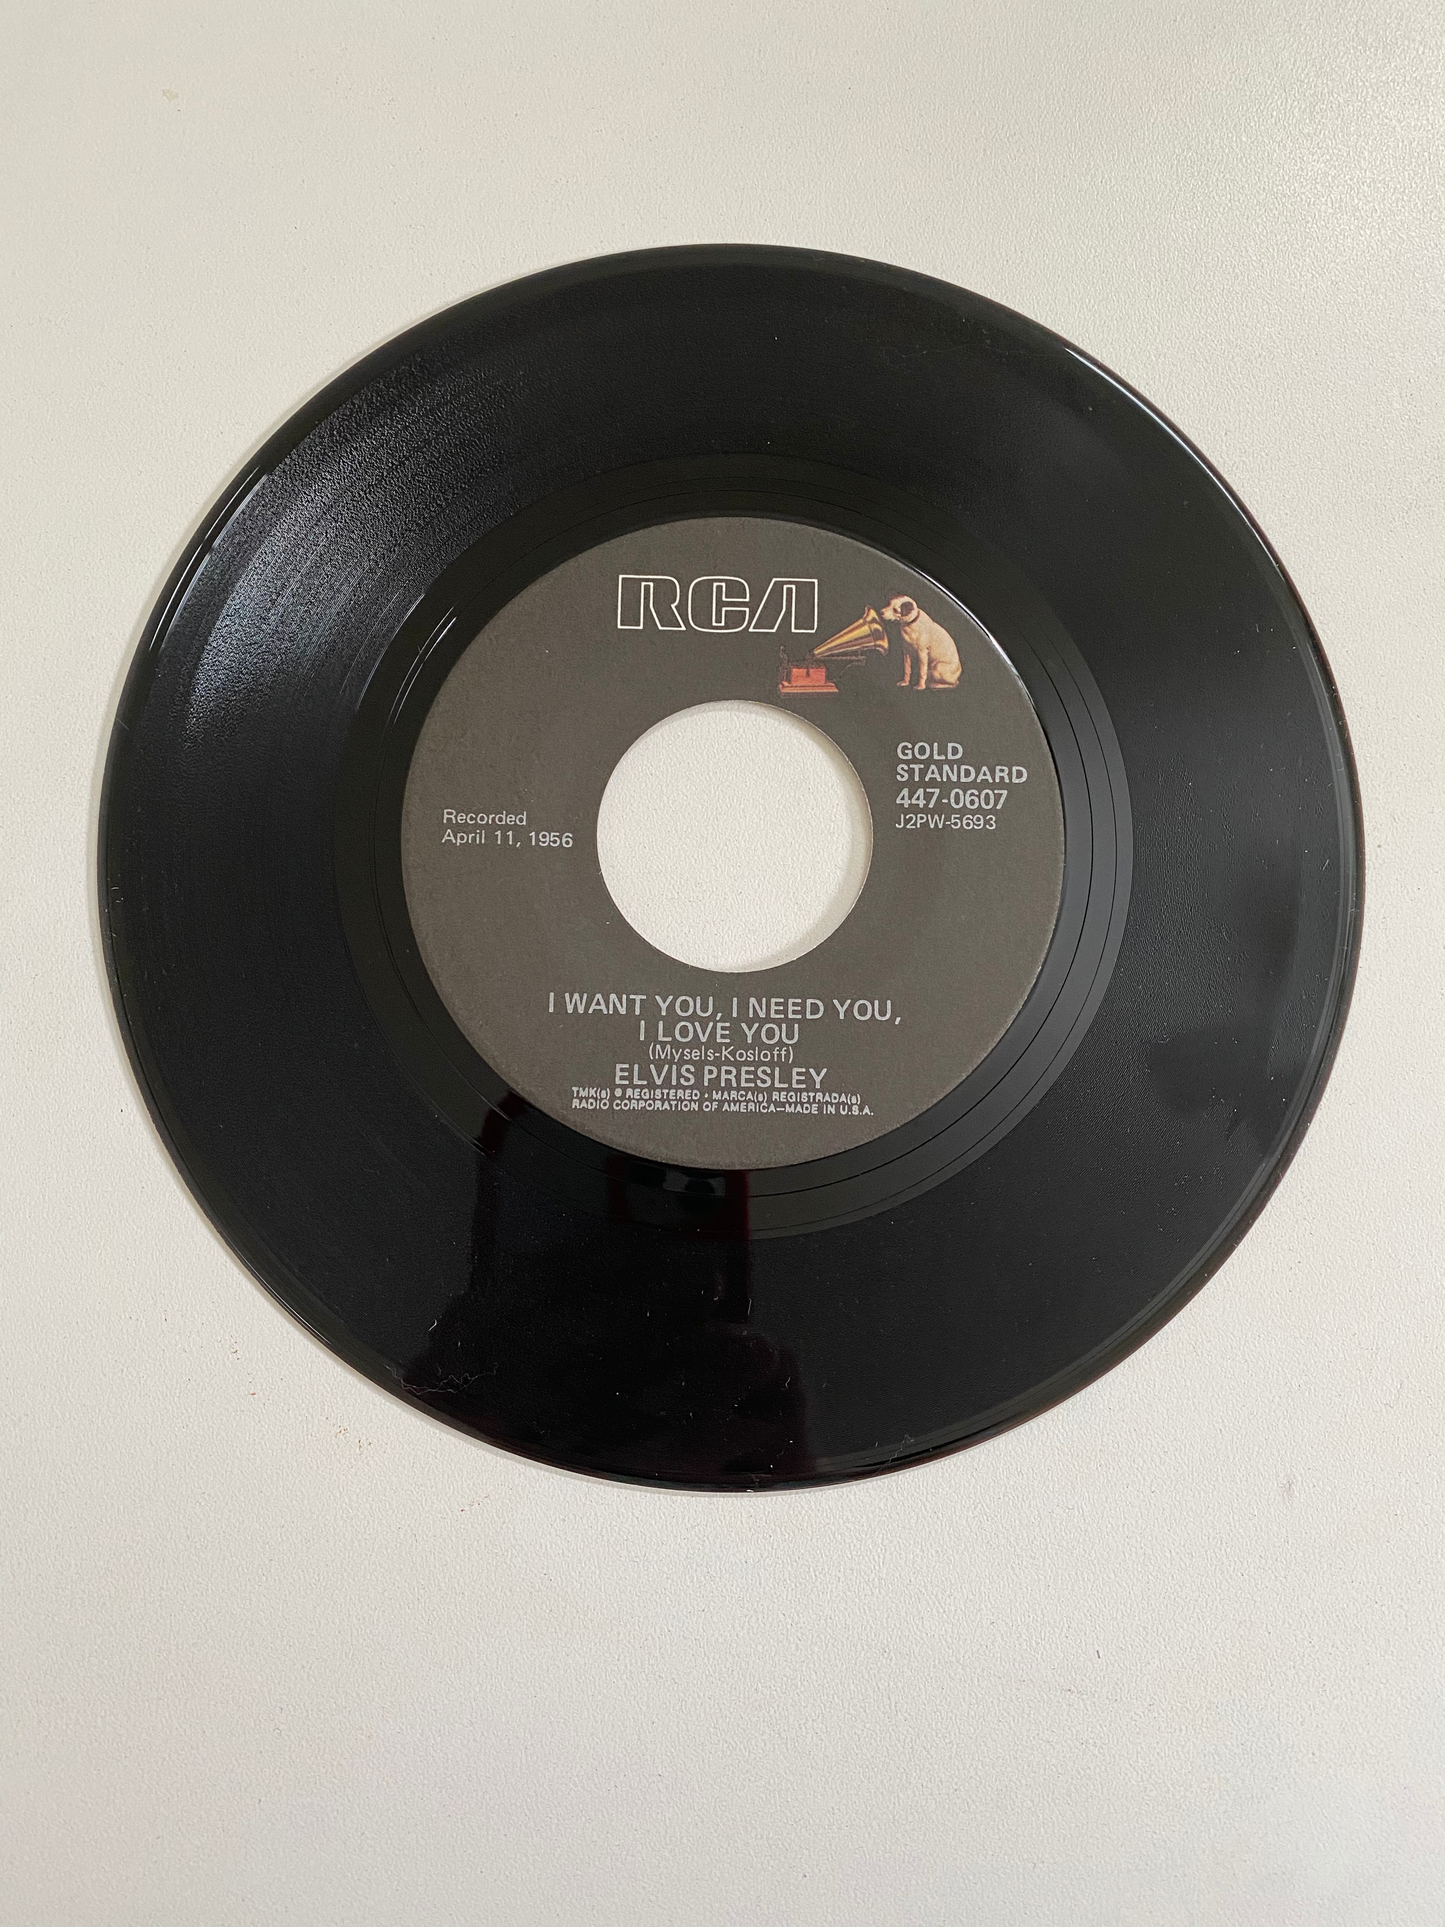 RCA
GOLD
STANDARD
447-0607
J2PW-5693
Recorded
April 11, 1956
I WANT YOU, I NEED YOU,
I LOVE YOU
(Mysels-Kosloff)
ELVIS PRESLEY
TMK(s) ® REGISTERED • MARCA(s) REGISTRADA(s)
RADIO CORPORATION OF AMERICA—MADE IN U.S.A.